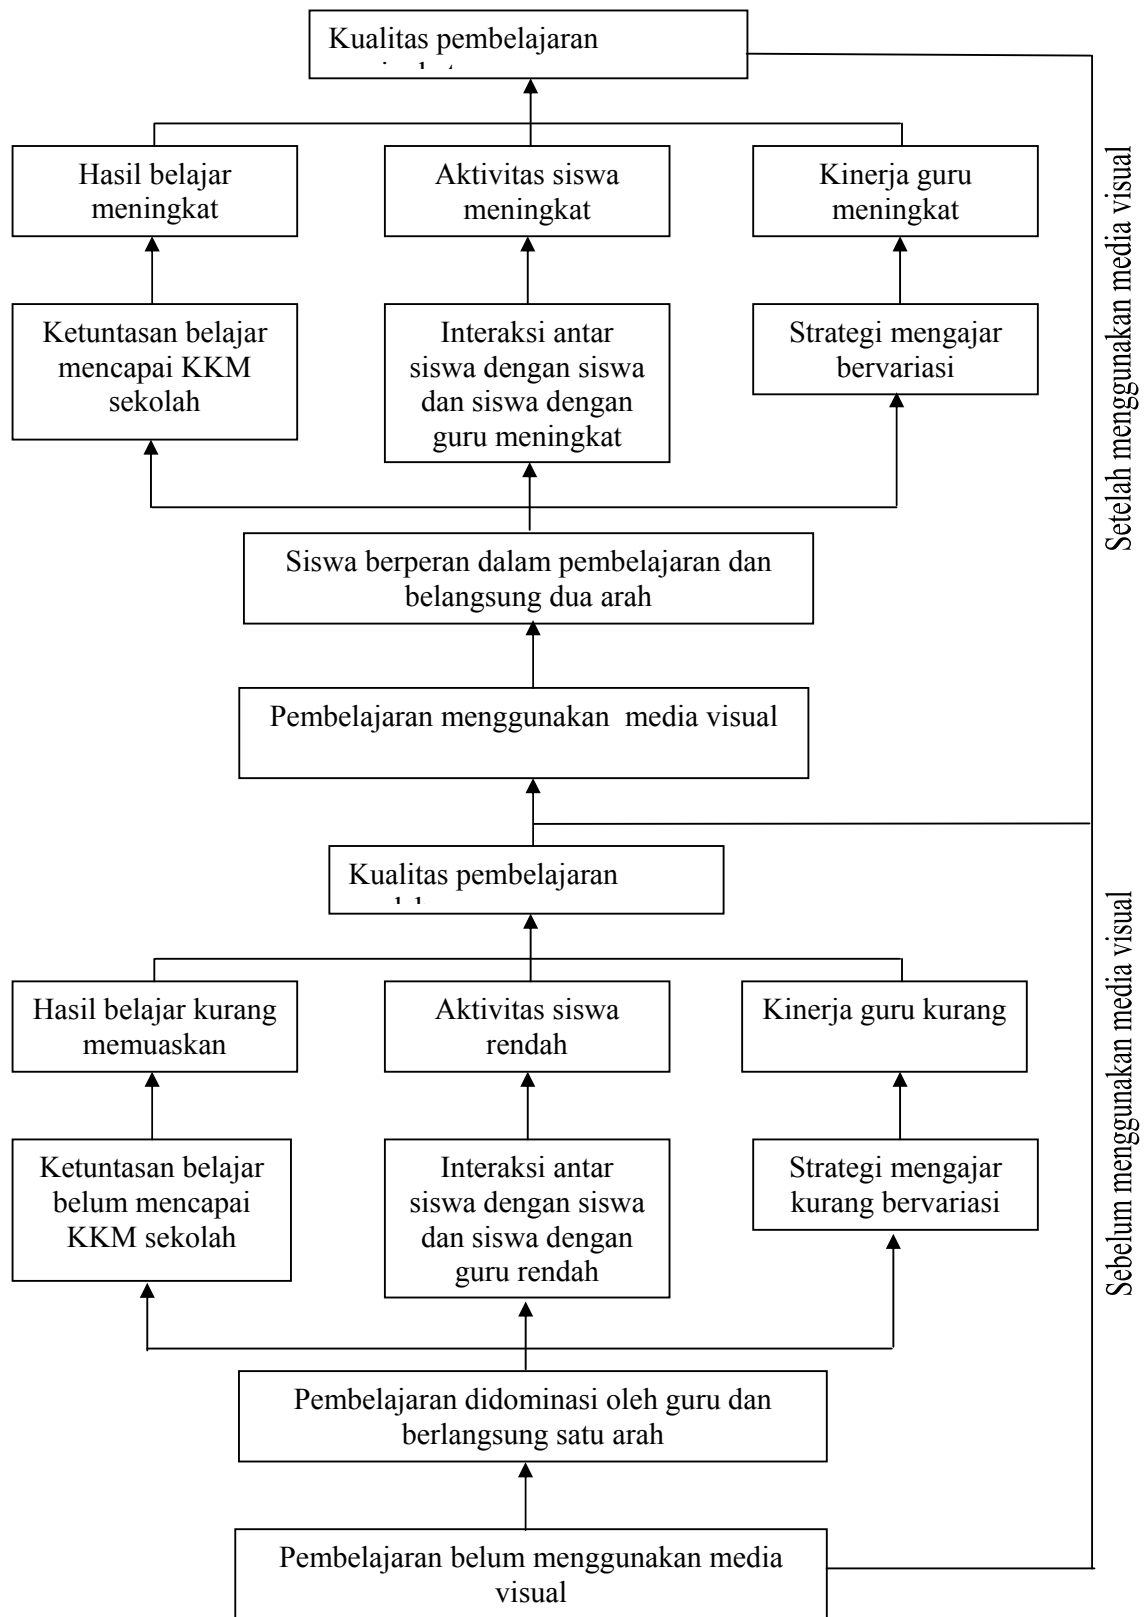 Kualitas pembelajaran
Hasil belajar
meningkat
Aktivitas siswa
meningkat
Kinerja guru
meningkat
Ketuntasan belajar
mencapai KKM
sekolah
Interaksi antar
siswa dengan siswa
dan siswa dengan
guru meningkat
Strategi mengajar
bervariasi
Setelah menggunakan media visual
Siswa berperan dalam pembelajaran dan
belangsung dua arah
Pembelajaran menggunakan  media visual
Kualitas pembelajaran
Hasil belajar kurang
memuaskan
Aktivitas siswa
rendah
Kinerja guru kurang
Ketuntasan belajar
belum mencapai
KKM sekolah
Interaksi antar
siswa dengan siswa
dan siswa dengan
guru rendah
Strategi mengajar
kurang bervariasi
Sebelum menggunakan media visual
Pembelajaran didominasi oleh guru dan
berlangsung satu arah
Pembelajaran belum menggunakan media
visual